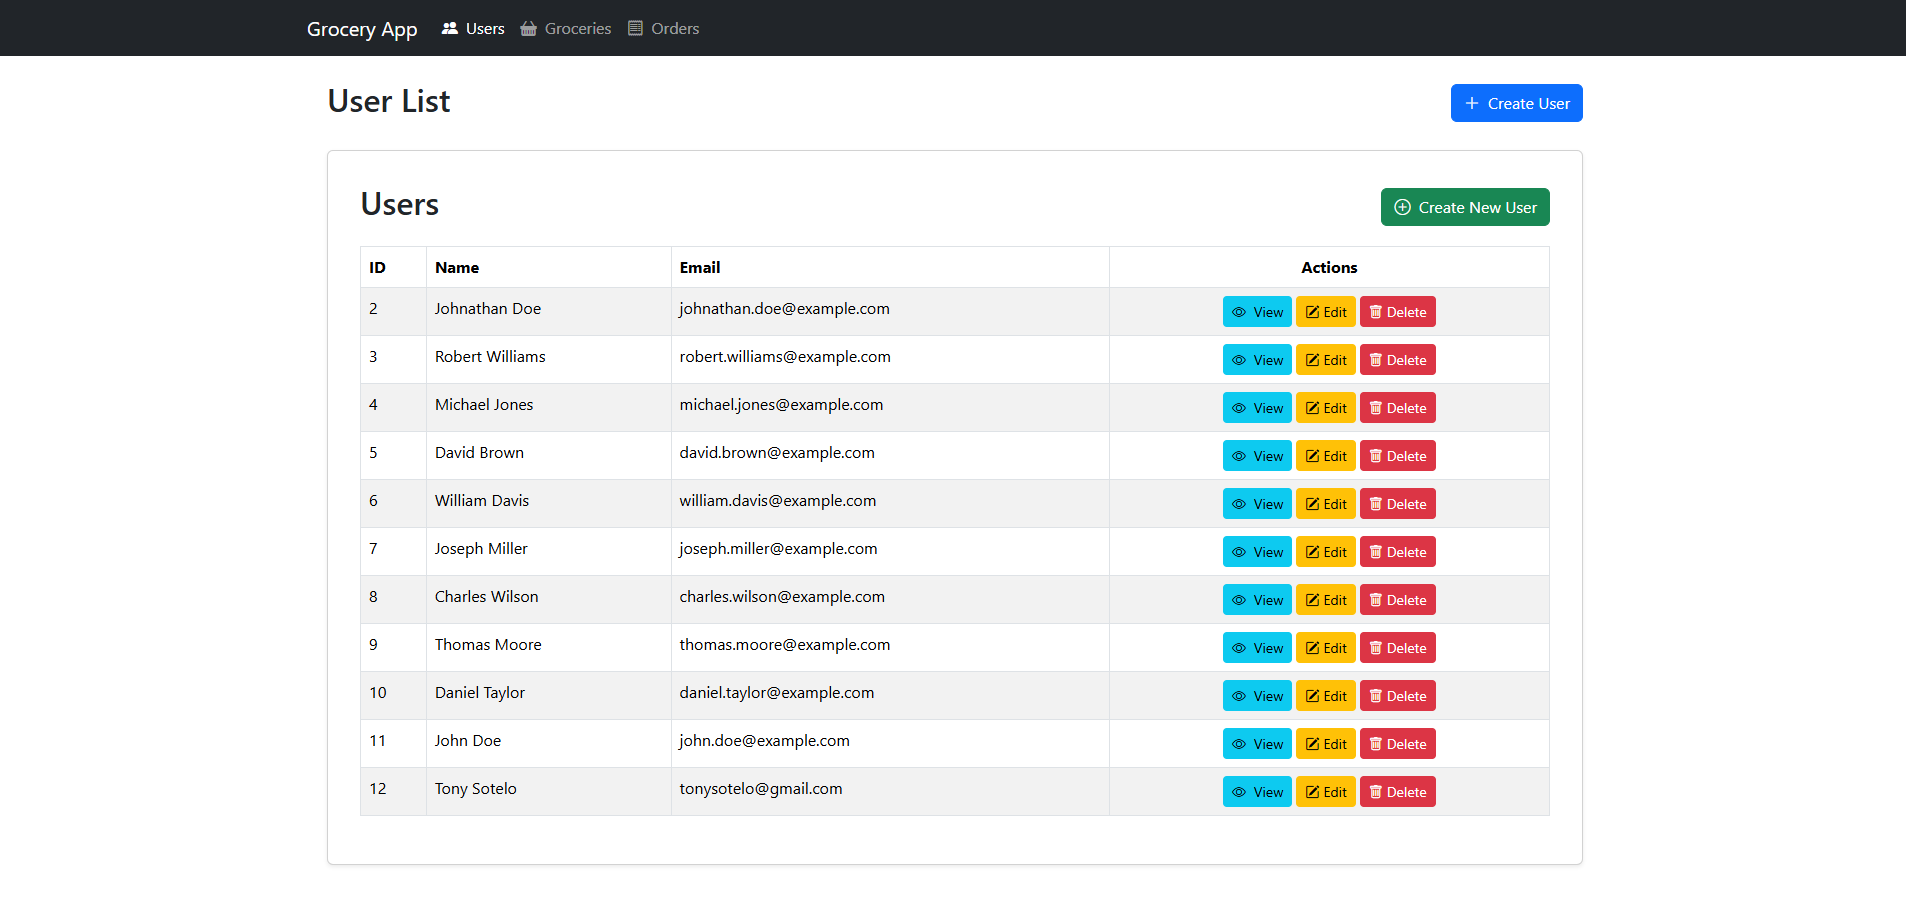 Grocery App Users Groceries Orders
User List
Create User
Users
Create New User
ID Name Email Actions
2 Johnathan Doe johnathan.doe@example.com View Edit Delete
3 Robert Williams robert.williams@example.com View Edit Delete
4 Michael Jones michael.jones@example.com View Edit Delete
5 David Brown david.brown@example.com View Edit Delete
6 William Davis william.davis@example.com View Edit Delete
7 Joseph Miller joseph.miller@example.com View Edit Delete
8 Charles Wilson charles.wilson@example.com View Edit Delete
9 Thomas Moore thomas.moore@example.com View Edit Delete
10 Daniel Taylor daniel.taylor@example.com View Edit Delete
11 John Doe john.doe@example.com View Edit Delete
12 Tony Sotelo tonysotelo@gmail.com View Edit Delete